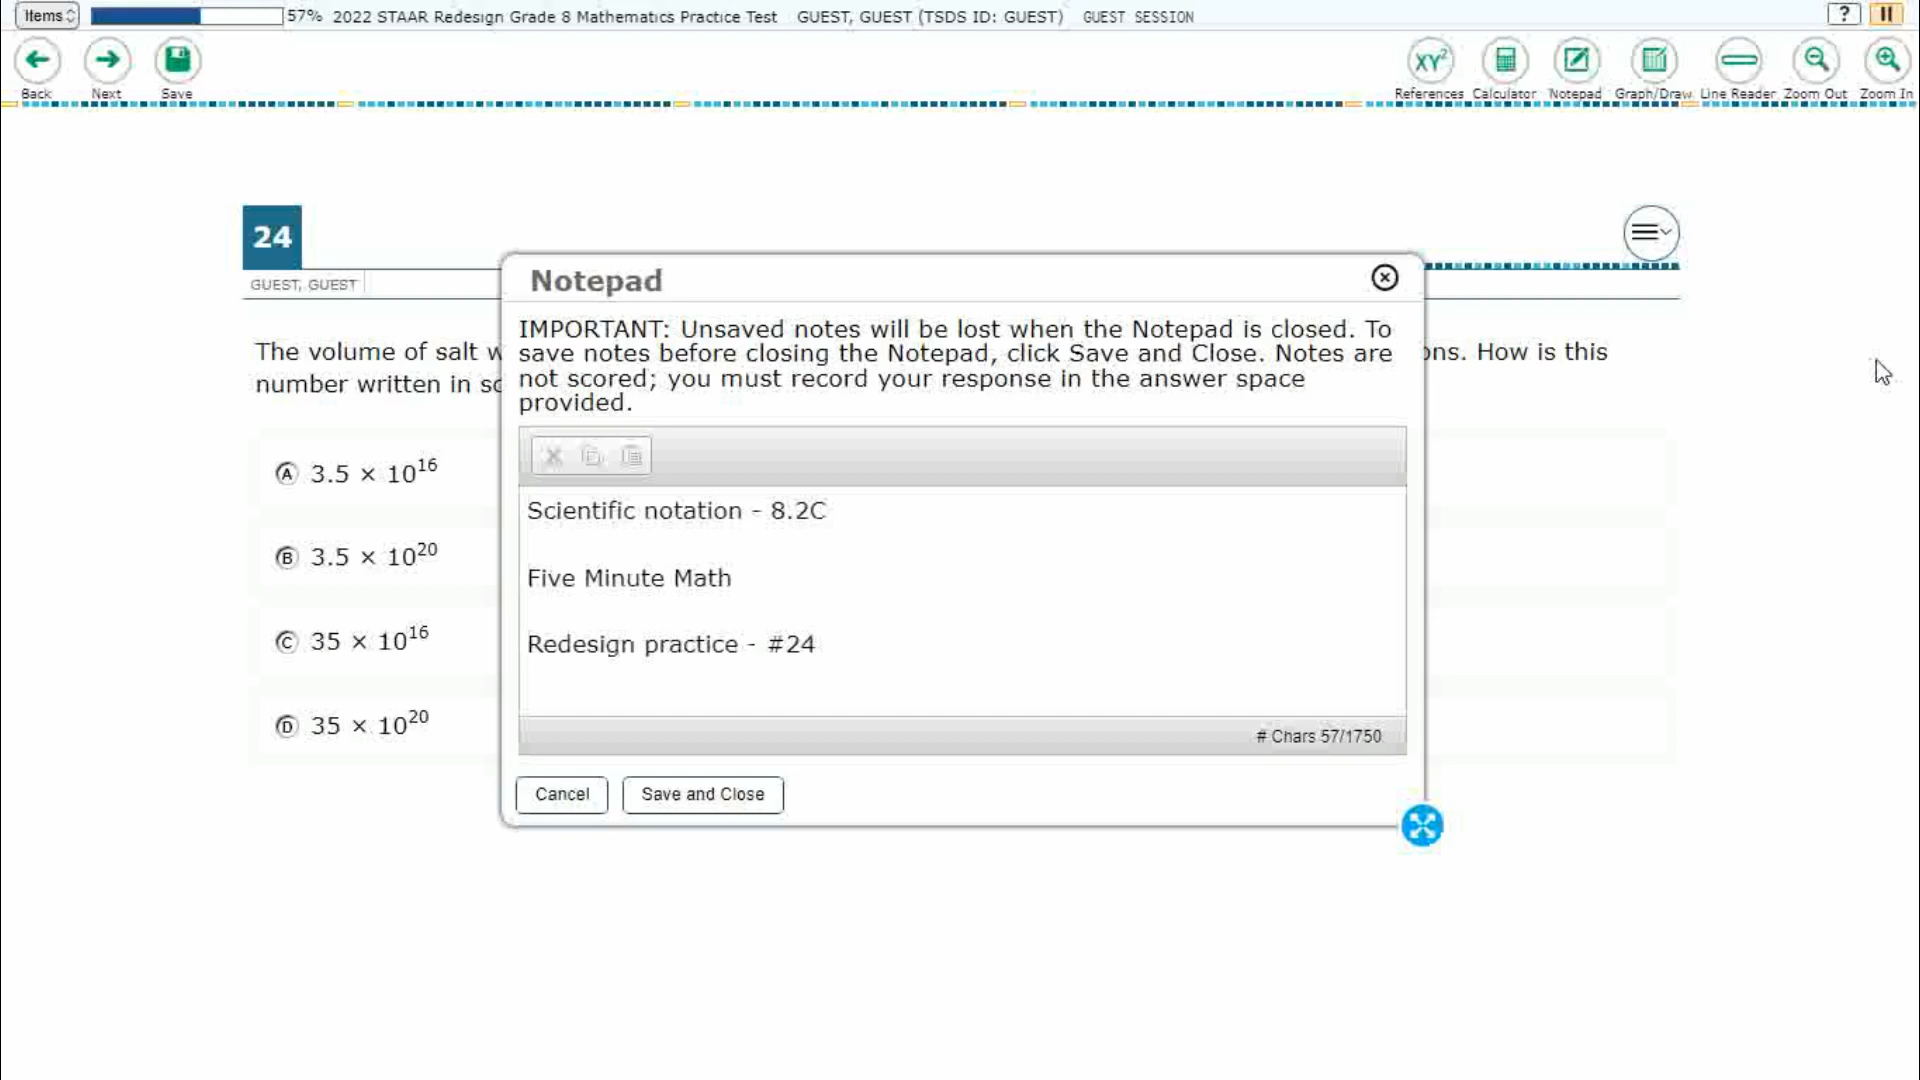 Items 57% 2022 STAAR Redesign Grade 8 Mathematics Practice Test GUEST, GUEST (TSDS ID: GUEST) GUEST SESSION ?
Back Next Save XY² References Calculator Notepad Graph/Draw Line Reader Zoom Out Zoom In
24
GUEST, GUEST
Notepad
IMPORTANT: Unsaved notes will be lost when the Notepad is closed. To
save notes before closing the Notepad, click Save and Close. Notes are
not scored; you must record your response in the answer space
provided.
The volume of salt How is this
number written in
A 3.5 × 10¹⁶
B 3.5 × 10²⁰
C 35 × 10¹⁶
D 35 × 10²⁰
Scientific notation - 8.2C
Five Minute Math
Redesign practice - #24
# Chars 57/1750
Cancel Save and Close